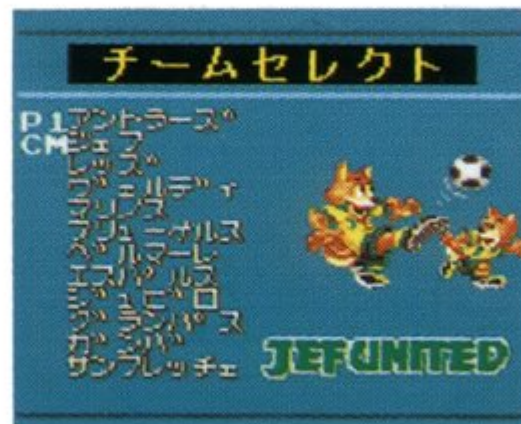 チームセレクト
P1 アントラーズ
CM ジェフ
レッズ
ヴェルディ
マリノス
フリューゲルス
ベルマーレ
エスパルス
ジュビロ
グランパス
ガンバ
サンフレッチェ
JEF UNITED